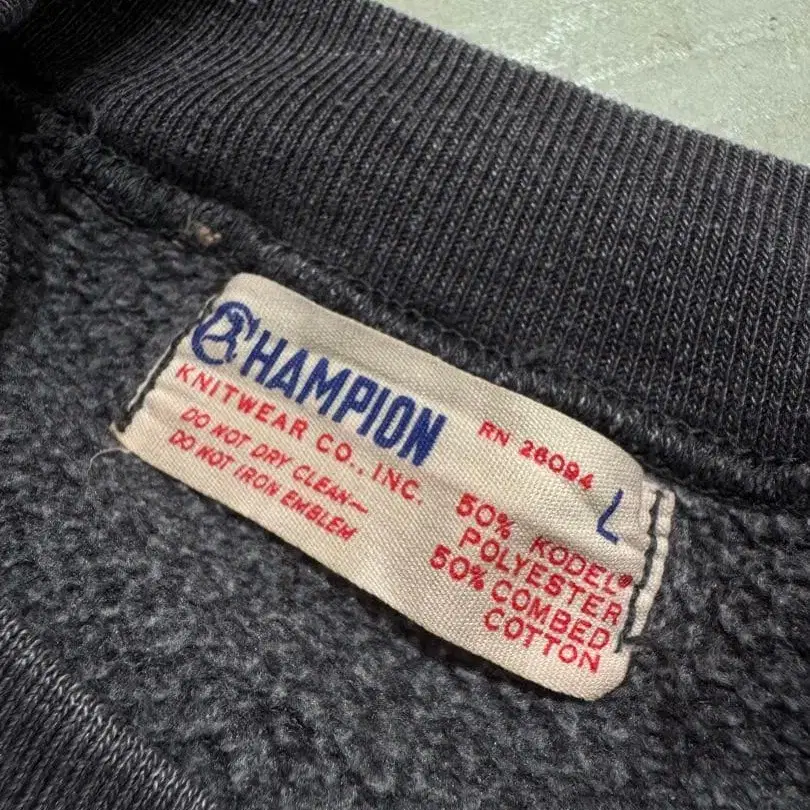 CHAMPION
KNITWEAR CO., INC.
DO NOT DRY CLEAN—
DO NOT IRON EMBLEM
RN 26094
L
50% KODEL®
POLYESTER
50% COMBED
COTTON